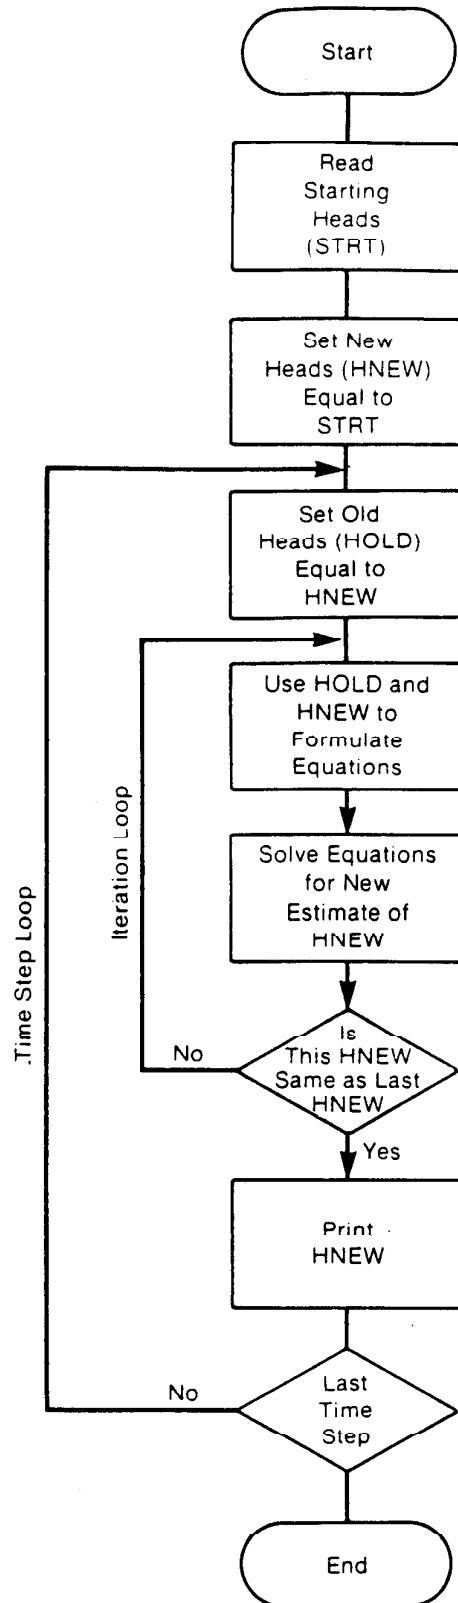 Start
Read
Starting
Heads
(STRT)
Set New
Heads (HNEW)
Equal to
STRT
Set Old
Heads (HOLD)
Equal to
HNEW
Use HOLD and
HNEW to
Formulate
Equations
Iteration Loop
Solve Equations
for New
Estimate of
HNEW
.Time Step Loop
Is
This HNEW
Same as Last
HNEW
No
Yes
Print
HNEW
No
Last
Time
Step
End